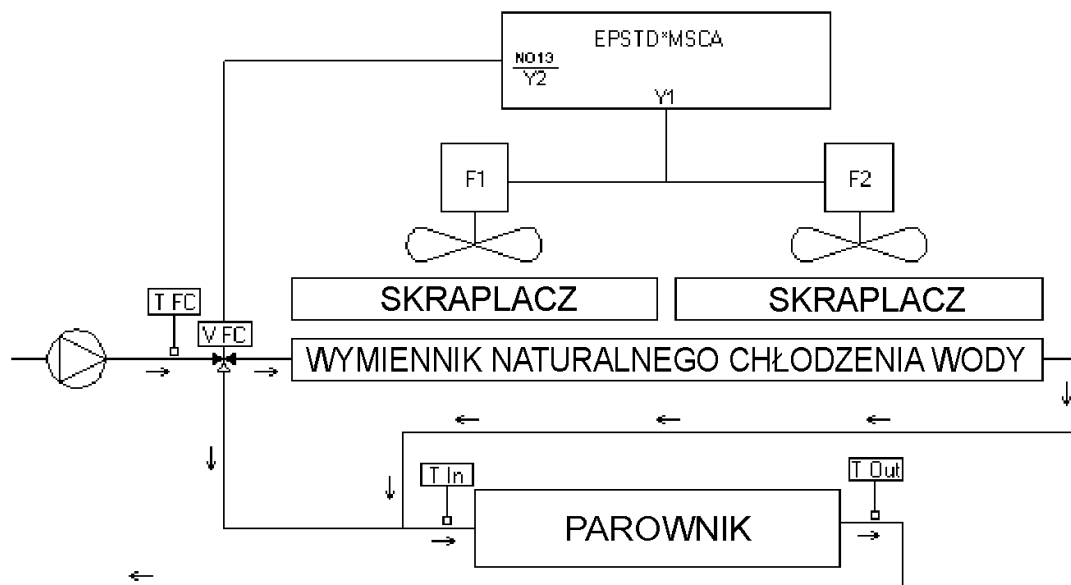 EPSTD*MSCA
NO13
Y2
Y1
F1
F2
SKRAPLACZ
SKRAPLACZ
T FC
V FC
WYMIENNIK NATURALNEGO CHŁODZENIA WODY
T In
T Out
PAROWNIK